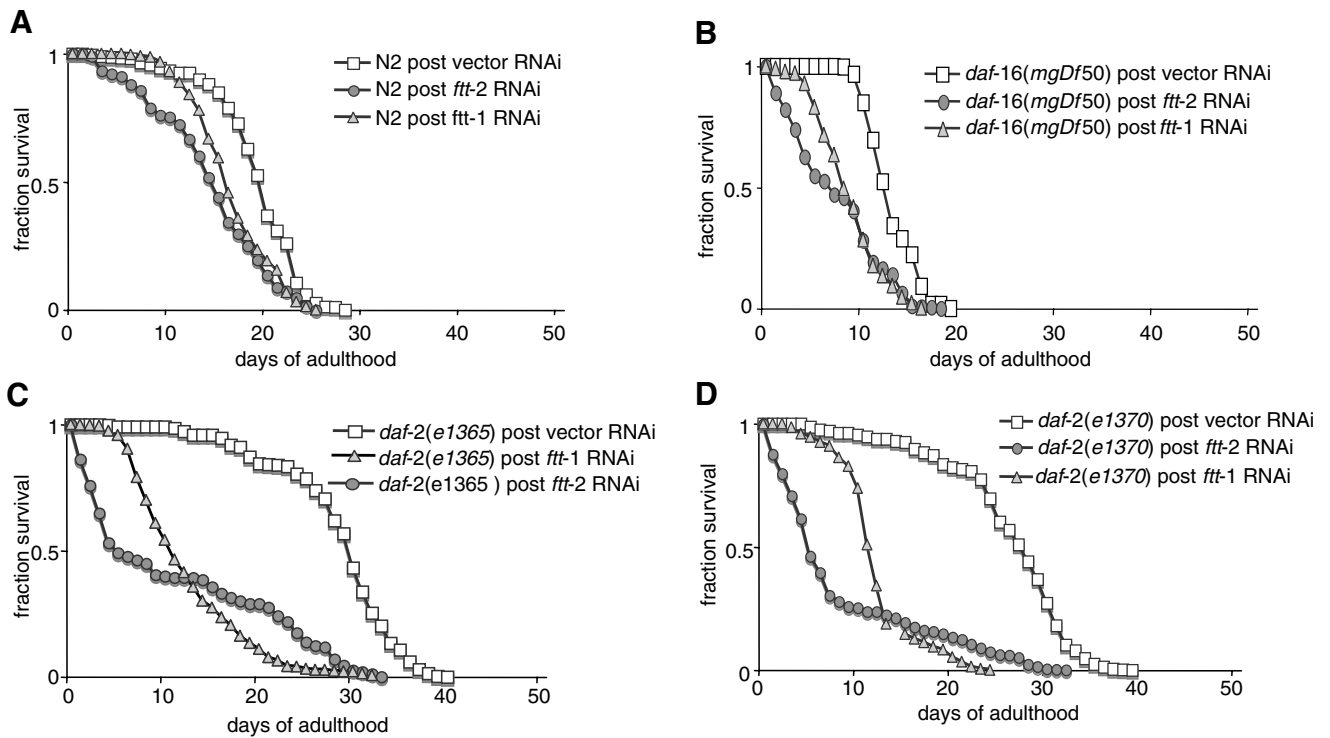 A
1
0.5
0
fraction survival
0 10 20 30 40 50
days of adulthood
N2 post vector RNAi
N2 post ftt-2 RNAi
N2 post ftt-1 RNAi
B
1
0.5
0
fraction survival
0 10 20 30 40 50
days of adulthood
daf-16(mgDf50) post vector RNAi
daf-16(mgDf50) post ftt-2 RNAi
daf-16(mgDf50) post ftt-1 RNAi
C
1
0.5
0
fraction survival
0 10 20 30 40 50
days of adulthood
daf-2(e1365) post vector RNAi
daf-2(e1365) post ftt-1 RNAi
daf-2(e1365 ) post ftt-2 RNAi
D
1
0.5
0
fraction survival
0 10 20 30 40 50
days of adulthood
daf-2(e1370) post vector RNAi
daf-2(e1370) post ftt-2 RNAi
daf-2(e1370) post ftt-1 RNAi